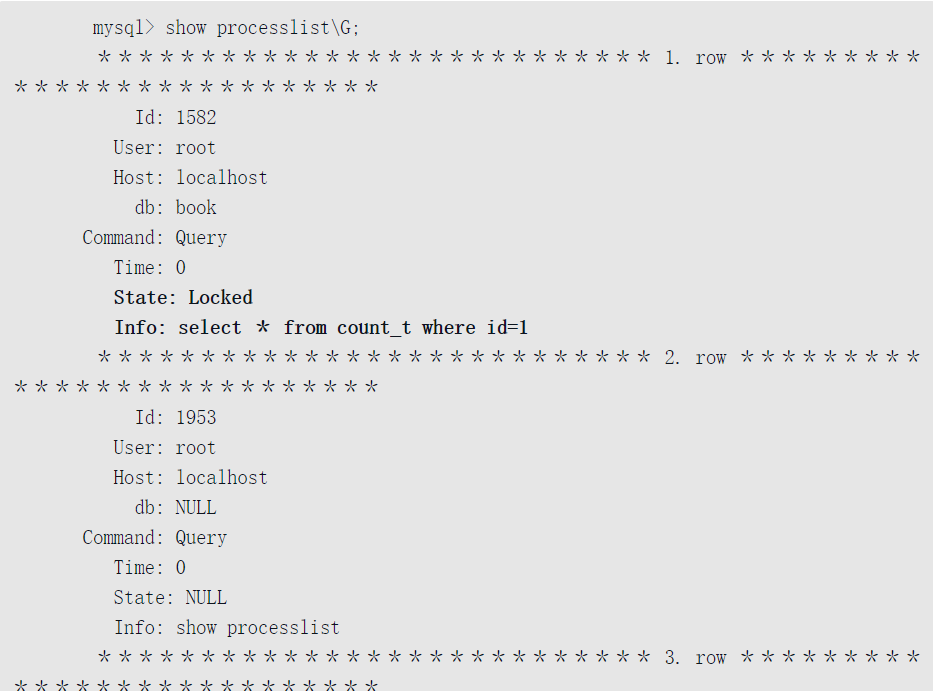 mysql> show processlist\G;
* * * * * * * * * * * * * * * * * * * * * * * * * * * 1. row * * * * * * * * *
* * * * * * * * * * * * * * * * * *
Id: 1582
User: root
Host: localhost
db: book
Command: Query
Time: 0
State: Locked
Info: select * from count_t where id=1
* * * * * * * * * * * * * * * * * * * * * * * * * * * 2. row * * * * * * * * *
* * * * * * * * * * * * * * * * * *
Id: 1953
User: root
Host: localhost
db: NULL
Command: Query
Time: 0
State: NULL
Info: show processlist
* * * * * * * * * * * * * * * * * * * * * * * * * * * 3. row * * * * * * * * *
* * * * * * * * * * * * * * * * * *